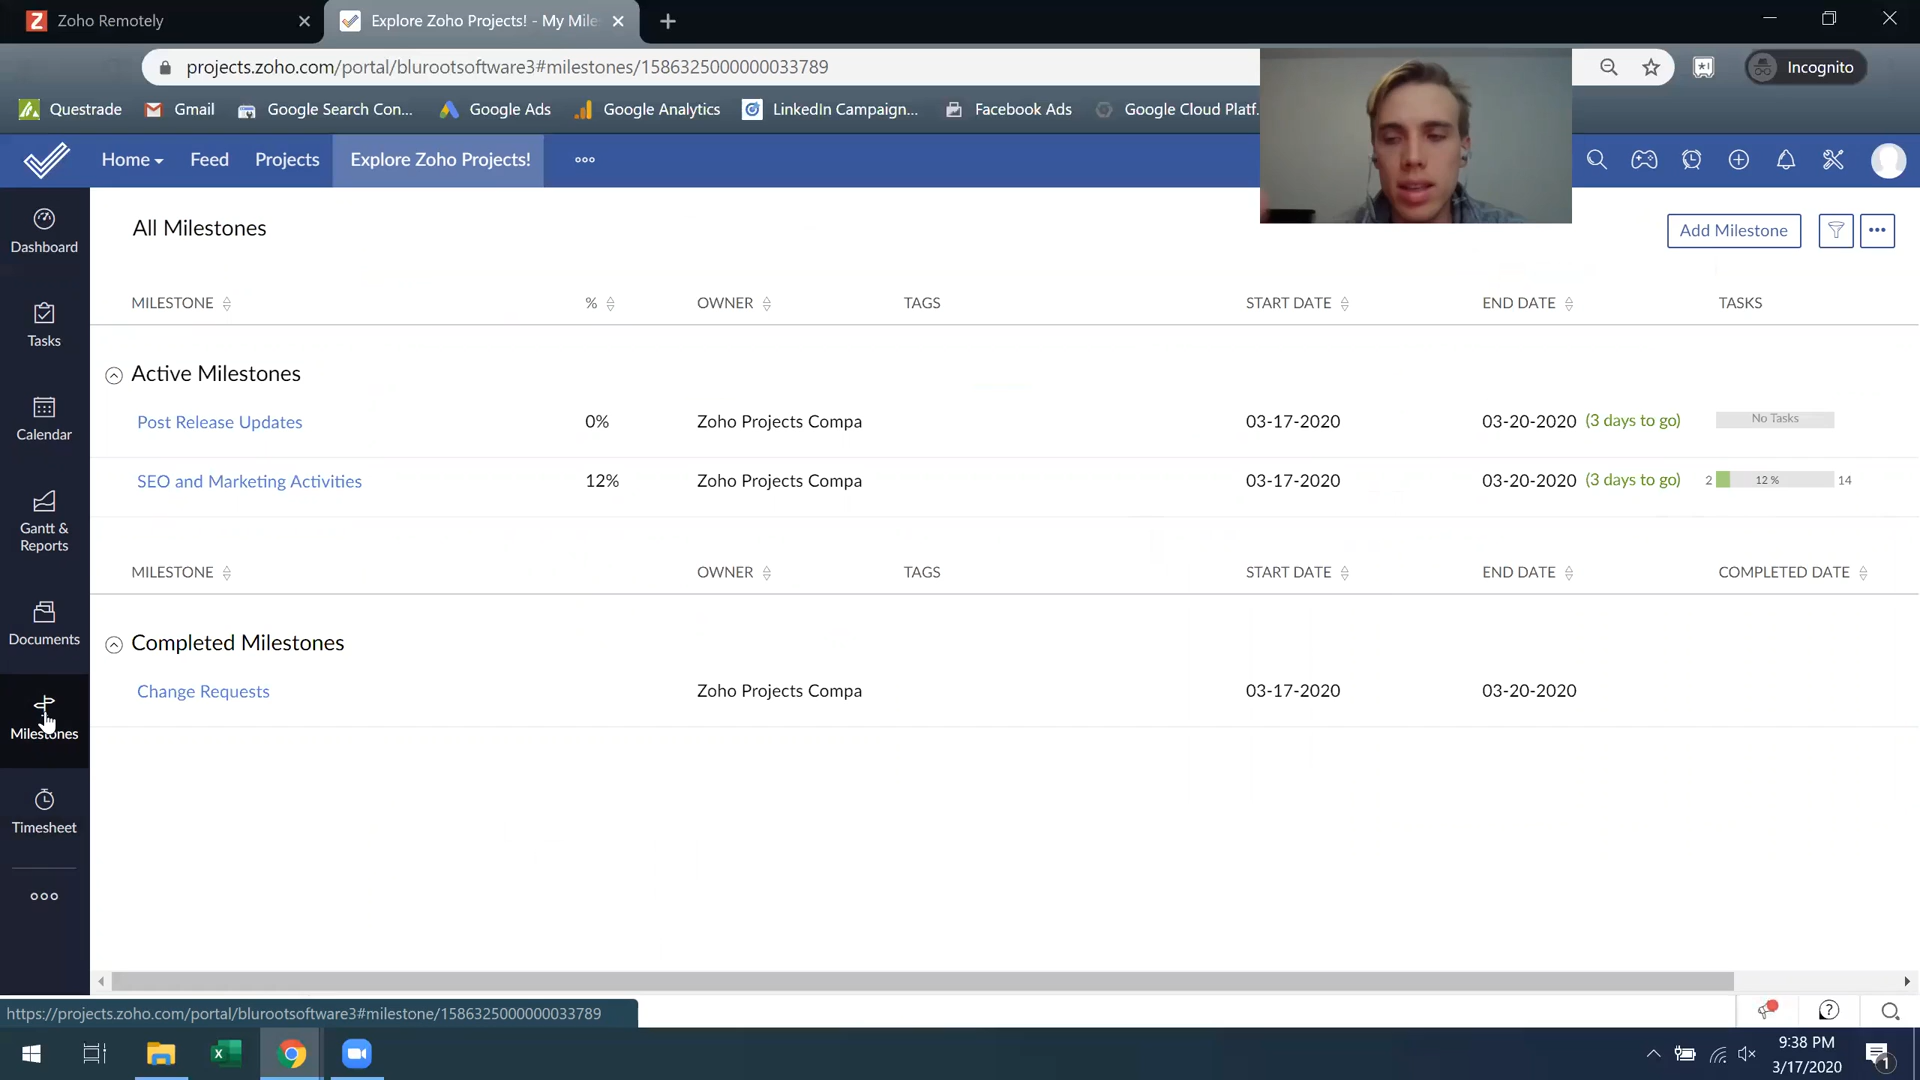 Zoho Remotely
Explore Zoho Projects! - My Mile
projects.zoho.com/portal/blurootsoftware3#milestones/1586325000000033789
Incognito
Questrade
Gmail
Google Search Con...
Google Ads
Google Analytics
LinkedIn Campaign...
Facebook Ads
Google Cloud Platf.
Home
Feed
Projects
Explore Zoho Projects!
Dashboard
Tasks
Calendar
Gantt &
Reports
Documents
Milestones
Timesheet
All Milestones
Add Milestone
MILESTONE % OWNER TAGS START DATE END DATE TASKS
Active Milestones
Post Release Updates 0% Zoho Projects Compa 03-17-2020 03-20-2020 (3 days to go) No Tasks
SEO and Marketing Activities 12% Zoho Projects Compa 03-17-2020 03-20-2020 (3 days to go) 2 12 % 14
MILESTONE OWNER TAGS START DATE END DATE COMPLETED DATE
Completed Milestones
Change Requests Zoho Projects Compa 03-17-2020 03-20-2020
https://projects.zoho.com/portal/blurootsoftware3#milestone/1586325000000033789
9:38 PM
3/17/2020
1